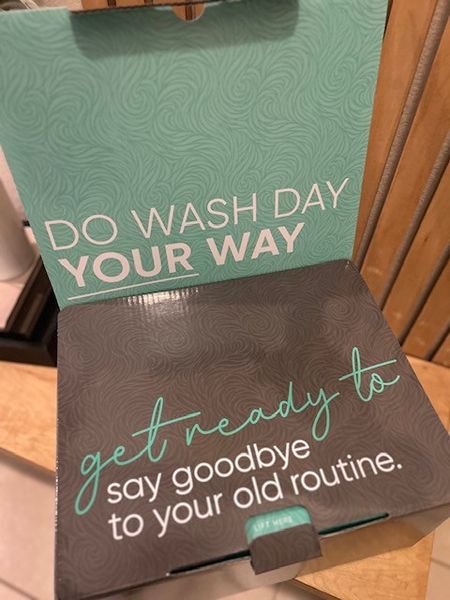 DO WASH DAY
YOUR WAY
get ready to
say goodbye
to your old routine.
LIFT HERE